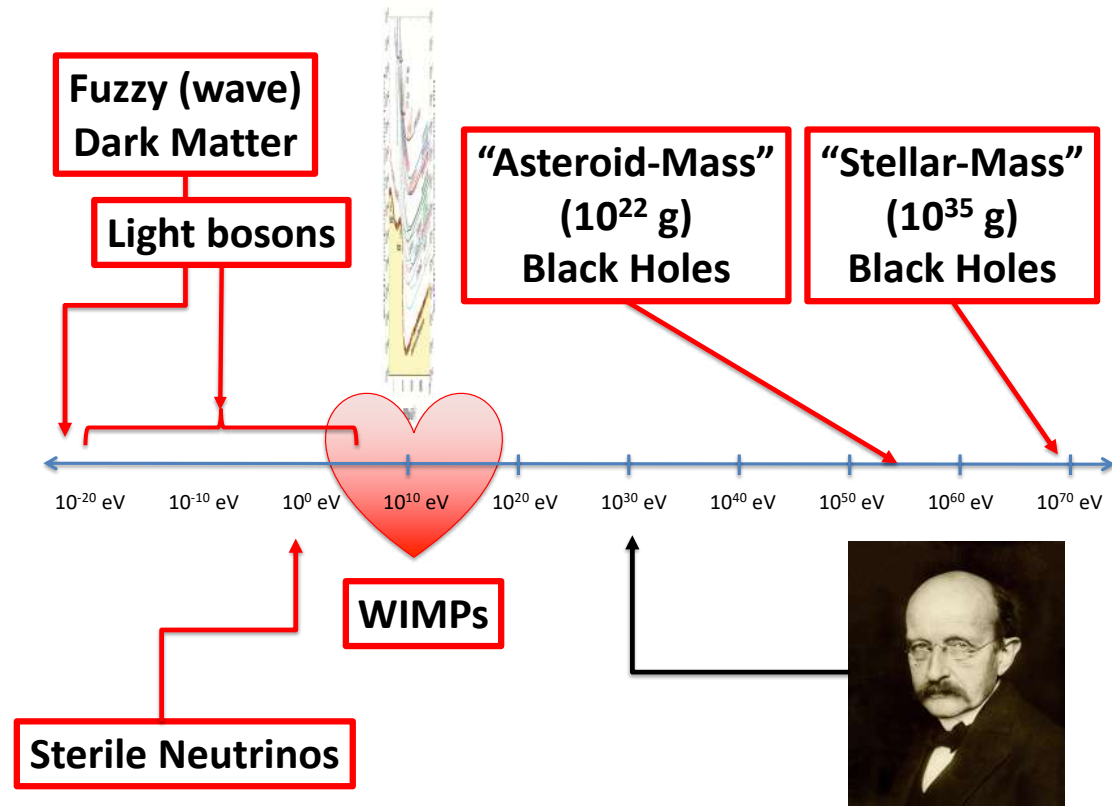 Fuzzy (wave)
Dark Matter
Light bosons
“Asteroid-Mass”
(10²² g)
Black Holes
“Stellar-Mass”
(10³⁵ g)
Black Holes
10⁻²⁰ eV
10⁻¹⁰ eV
10⁰ eV
10¹⁰ eV
10²⁰ eV
10³⁰ eV
10⁴⁰ eV
10⁵⁰ eV
10⁶⁰ eV
10⁷⁰ eV
WIMPs
Sterile Neutrinos